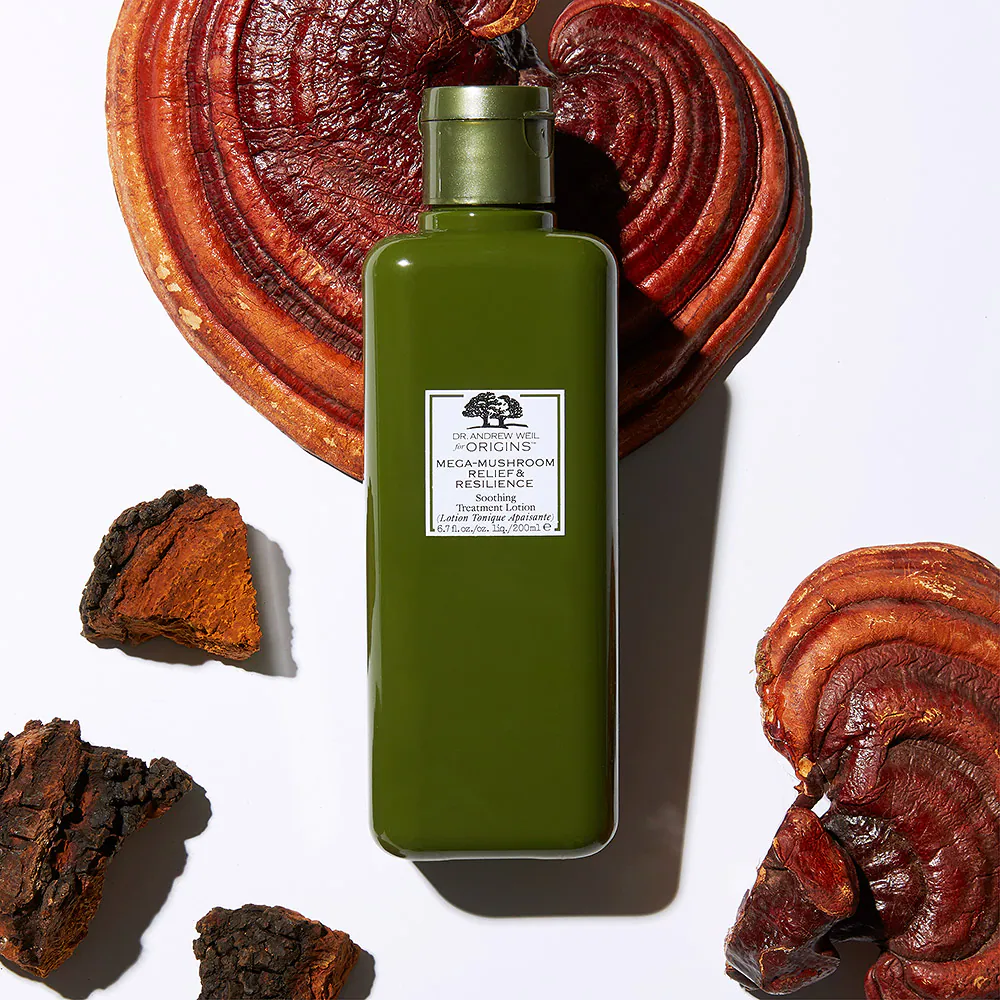 DR. ANDREW WEIL
for ORIGINS™
MEGA-MUSHROOM
RELIEF &
RESILIENCE
Soothing
Treatment Lotion
(Lotion Tonique Apaisante)
6.7 fl. oz./oz. liq./200ml ℮